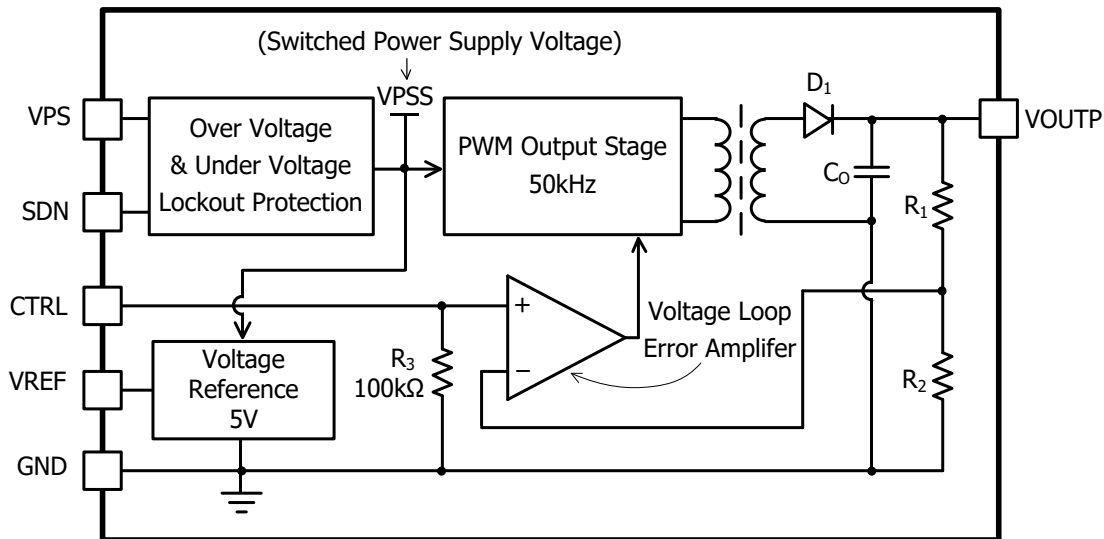 (Switched Power Supply Voltage)
VPSS
D1
VPS
Over Voltage
& Under Voltage
Lockout Protection
PWM Output Stage
50kHz
VOUTP
CO
R1
SDN
CTRL
+
Voltage Loop
Error Amplifer
Voltage
Reference
5V
R3
100kΩ
−
VREF
R2
GND